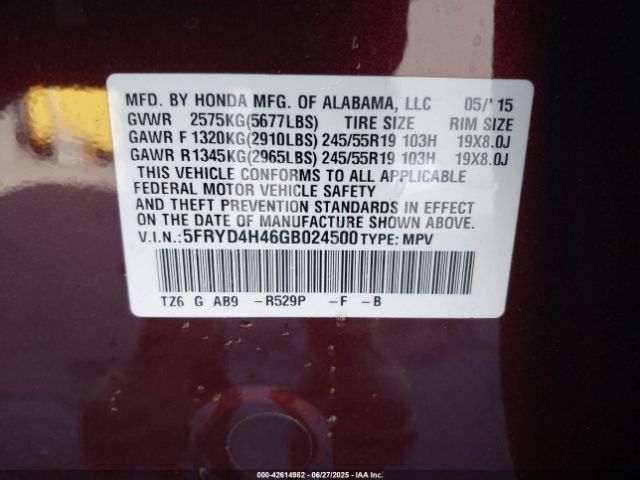 MFD. BY HONDA MFG. OF ALABAMA, LLC 05/'15
GVWR 2575KG(5677LBS) TIRE SIZE RIM SIZE
GAWR F 1320KG(2910LBS) 245/55R19 103H 19X8.0J
GAWR R 1345KG(2965LBS) 245/55R19 103H 19X8.0J
THIS VEHICLE CONFORMS TO ALL APPLICABLE
FEDERAL MOTOR VEHICLE SAFETY
AND THEFT PREVENTION STANDARDS IN EFFECT
ON THE DATE OF MANUFACTURE SHOWN ABOVE.
V.I.N.: 5FRYD4H46GB024500 TYPE: MPV
TZ6 G AB9 -R529P -F -B
000-42614982 - 06/27/2025 - IAA Inc.